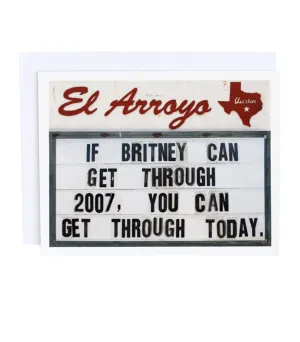 El Arroyo
Austin
IF BRITNEY CAN
GET THROUGH
2007, YOU CAN
GET THROUGH TODAY.